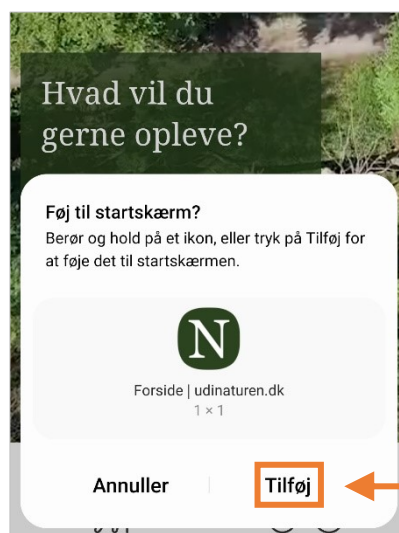 Hvad vil du
gerne opleve?
Føj til startskærm?
Berør og hold på et ikon, eller tryk på Tilføj for
at føje det til startskærmen.
N
Forside | udinaturen.dk
1 × 1
Annuller
Tilføj